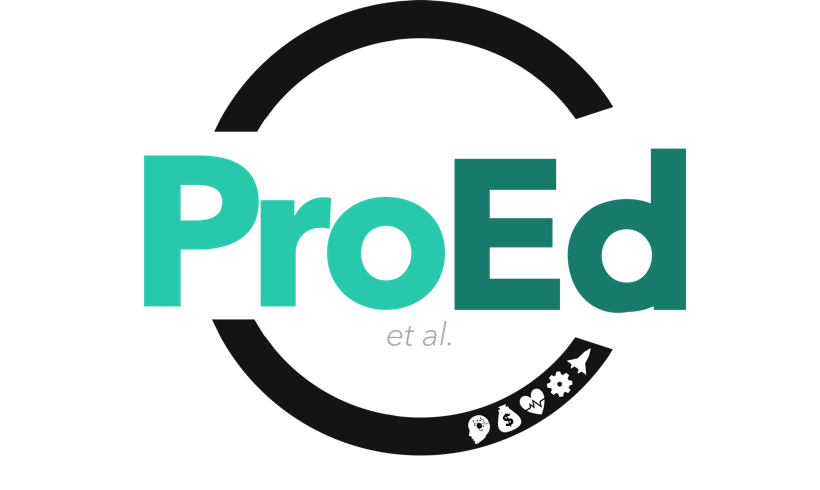 ProEd
et al.
$